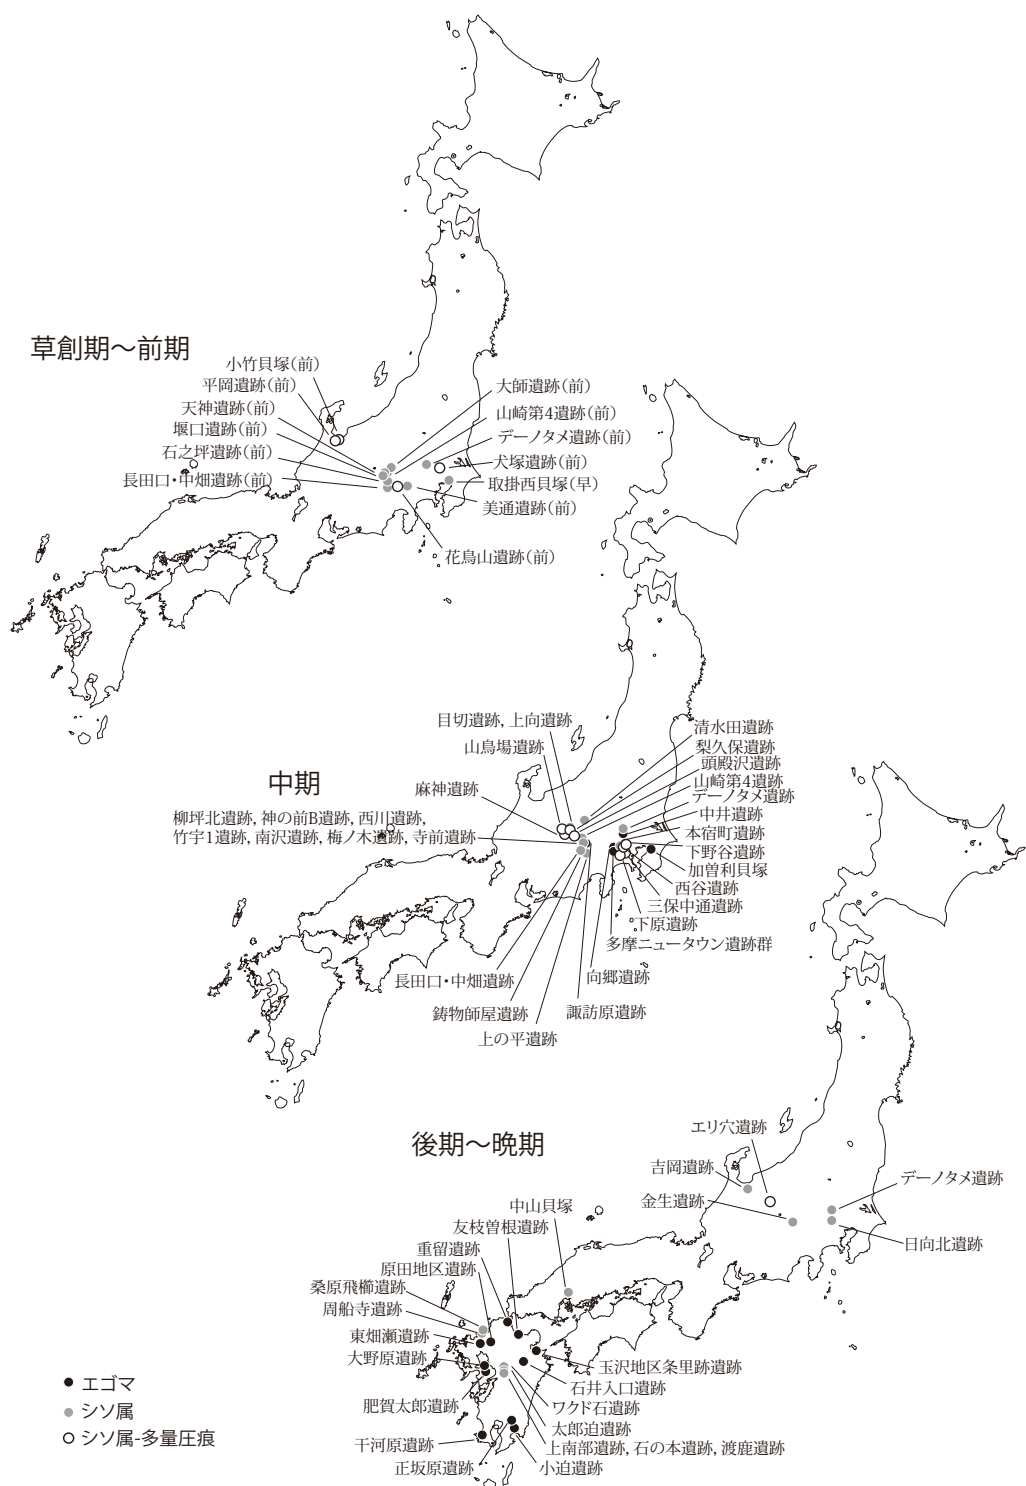 草創期〜前期
小竹貝塚（前）
平岡遺跡（前）
天神遺跡（前）
堰口遺跡（前）
石之坪遺跡（前）
長田口・中畑遺跡（前）
大師遺跡（前）
山崎第4遺跡（前）
デーノタメ遺跡（前）
犬塚遺跡（前）
取掛西貝塚（早）
美通遺跡（前）
花鳥山遺跡（前）
中期
目切遺跡, 上向遺跡
山鳥場遺跡
麻神遺跡
柳坪北遺跡, 神の前B遺跡, 西川遺跡,
竹宇1遺跡, 南沢遺跡, 梅ノ木遺跡, 寺前遺跡
清水田遺跡
梨久保遺跡
頭殿沢遺跡
山崎第4遺跡
デーノタメ遺跡
中井遺跡
本宿町遺跡
下野谷遺跡
加曽利貝塚
西谷遺跡
三保中通遺跡
下原遺跡
多摩ニュータウン遺跡群
向郷遺跡
諏訪原遺跡
長田口・中畑遺跡
鋳物師屋遺跡
上の平遺跡
後期〜晩期
エリ穴遺跡
吉岡遺跡
金生遺跡
デーノタメ遺跡
日向北遺跡
中山貝塚
友枝曽根遺跡
重留遺跡
原田地区遺跡
桑原飛櫛遺跡
周船寺遺跡
東畑瀬遺跡
大野原遺跡
肥賀太郎遺跡
干河原遺跡
正坂原遺跡
玉沢地区条里跡遺跡
石井入口遺跡
ワクド石遺跡
太郎迫遺跡
上南部遺跡, 石の本遺跡, 渡鹿遺跡
小迫遺跡
エゴマ
シソ属
シソ属-多量圧痕